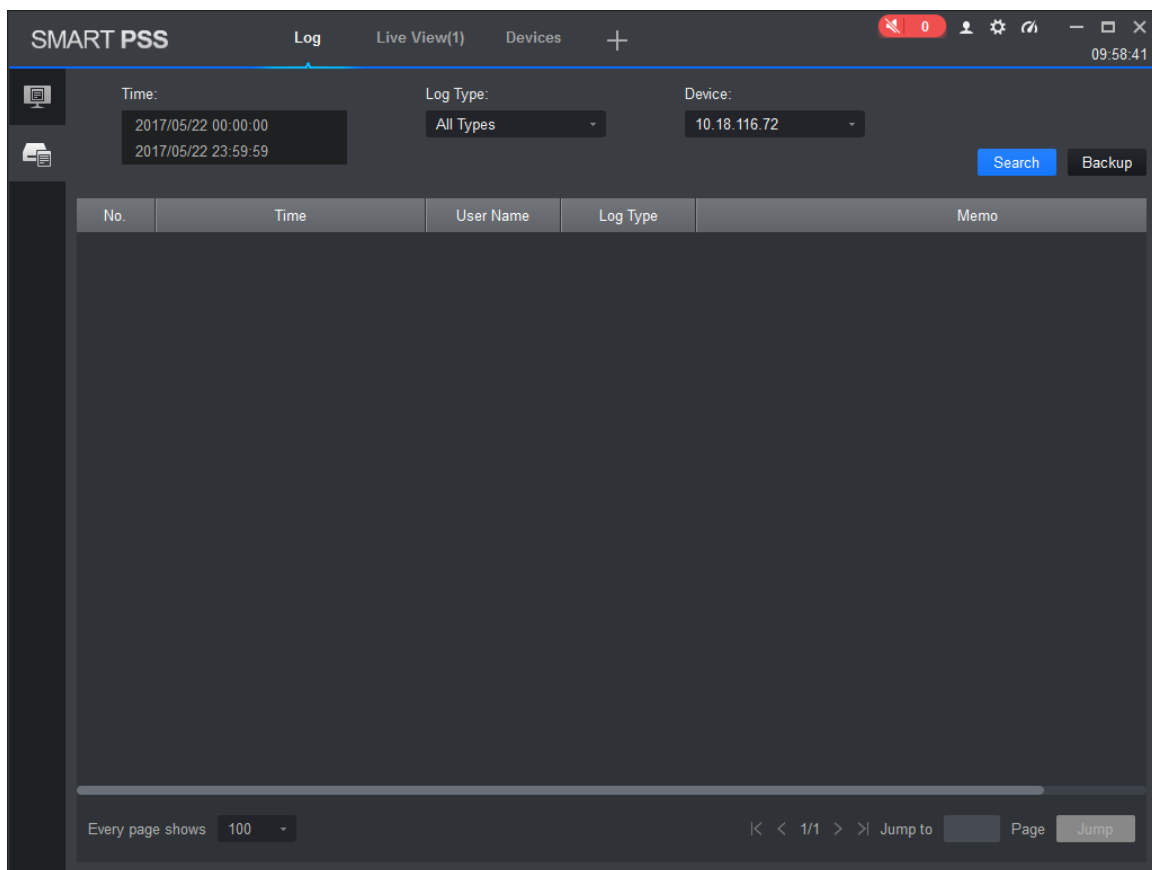 SMART PSS Log Live View(1) Devices 0
09:58:41
Time: Log Type: Device:
2017/05/22 00:00:00 All Types 10.18.116.72
2017/05/22 23:59:59
Search Backup
No. Time User Name Log Type Memo
Every page shows 100 1/1 Jump to Page Jump